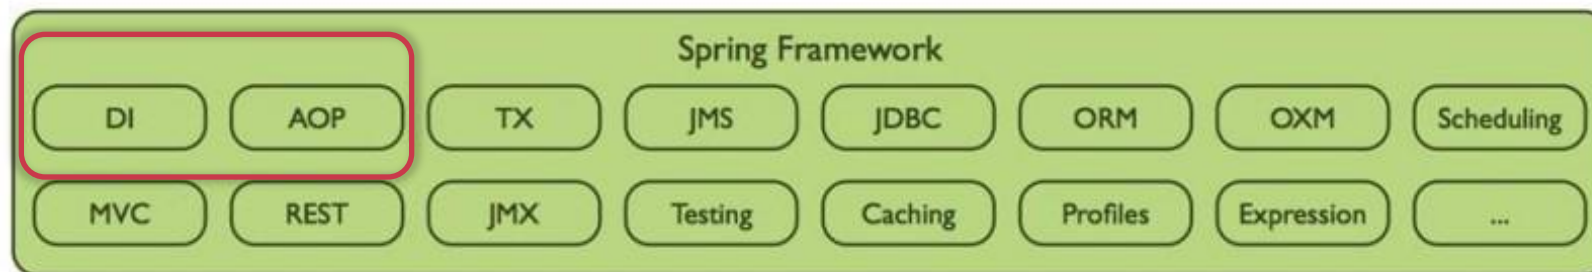 Spring Framework
DI AOP TX JMS JDBC ORM OXM Scheduling
MVC REST JMX Testing Caching Profiles Expression ...